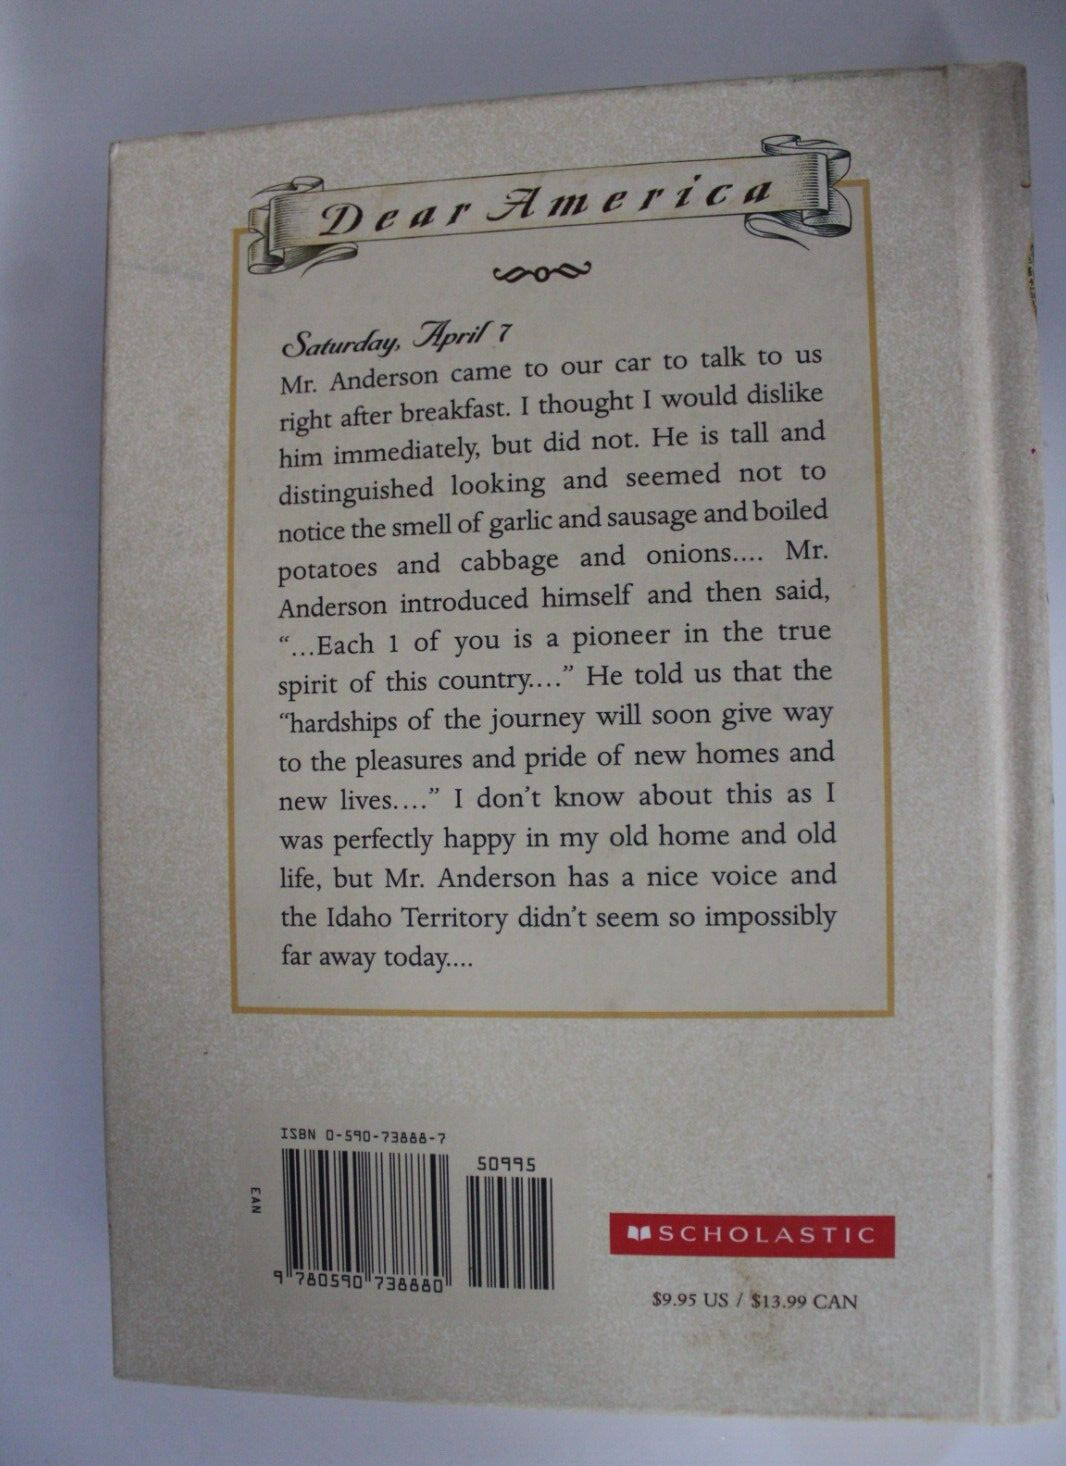 Dear America
Saturday, April 7
Mr. Anderson came to our car to talk to us
right after breakfast. I thought I would dislike
him immediately, but did not. He is tall and
distinguished looking and seemed not to
notice the smell of garlic and sausage and boiled
potatoes and cabbage and onions.... Mr.
Anderson introduced himself and then said,
“...Each 1 of you is a pioneer in the true
spirit of this country....” He told us that the
“hardships of the journey will soon give way
to the pleasures and pride of new homes and
new lives....” I don’t know about this as I
was perfectly happy in my old home and old
life, but Mr. Anderson has a nice voice and
the Idaho Territory didn’t seem so impossibly
far away today....
ISBN 0-590-73888-7
50995
EAN
9 780590 738880
SCHOLASTIC
$9.95 US / $13.99 CAN